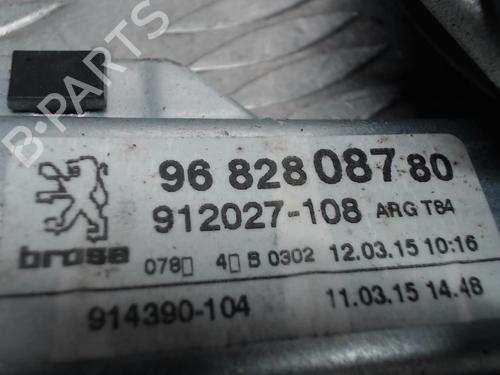 B-PARTS
96 828 087 80
912027-108 ARG T84
brose
078▯ 4▯ B 0302 12.03.15 10:16
914390-104 11.03.15 14.48